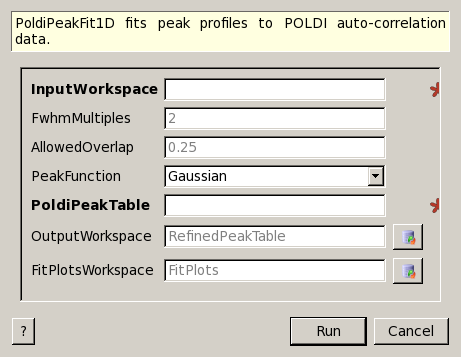 PoldiPeakFit1D fits peak profiles to POLDI auto-correlation
data.
InputWorkspace
FwhmMultiples 2
AllowedOverlap 0.25
PeakFunction Gaussian
PoldiPeakTable
OutputWorkspace RefinedPeakTable
FitPlotsWorkspace FitPlots
? Run Cancel